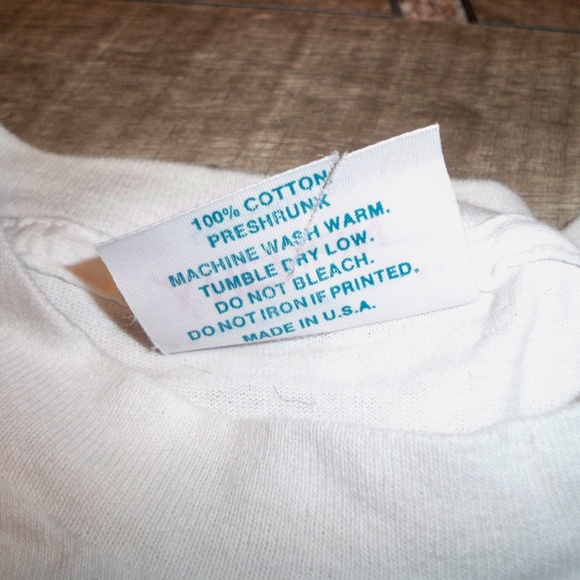 100% COTTON
PRESHRUNK
MACHINE WASH WARM.
TUMBLE DRY LOW.
DO NOT BLEACH.
DO NOT IRON IF PRINTED.
MADE IN U.S.A.